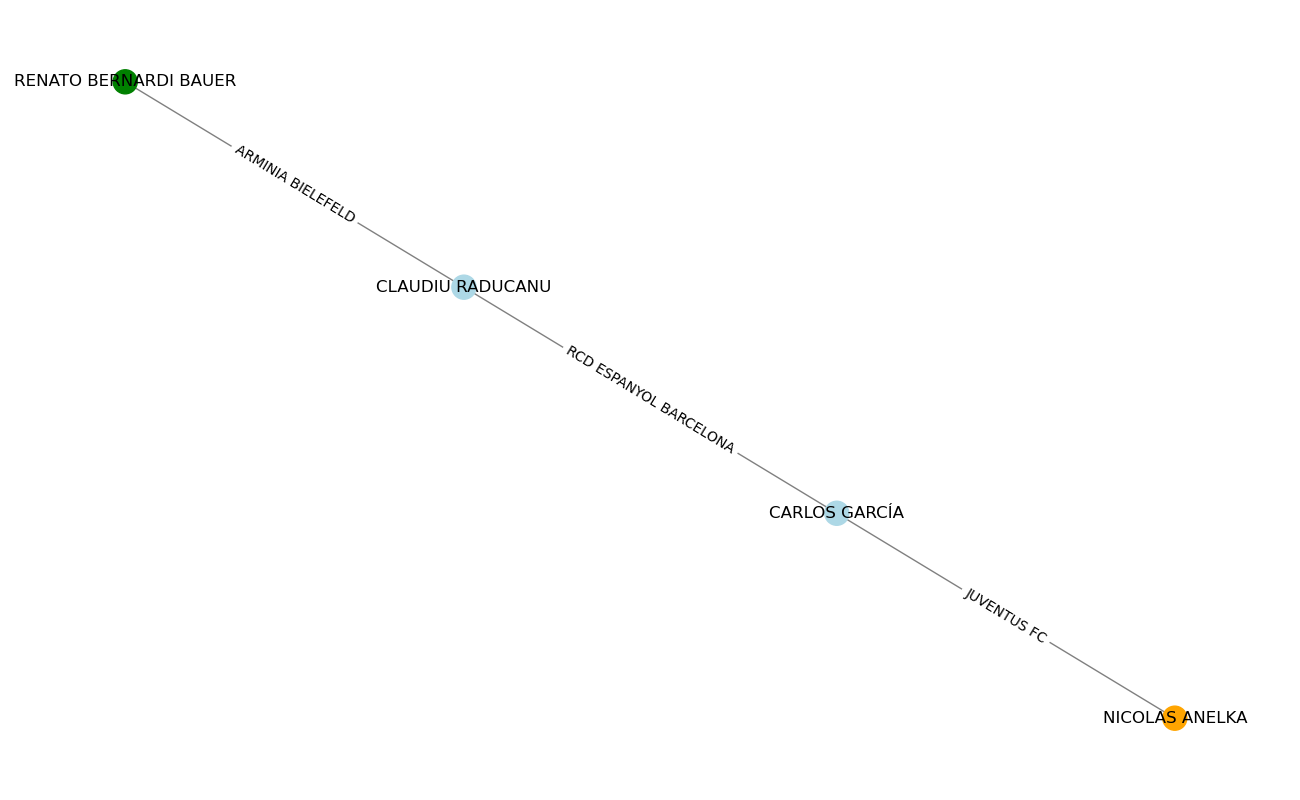 RENATO BERNARDI BAUER
ARMINIA BIELEFELD
CLAUDIU RADUCANU
RCD ESPANYOL BARCELONA
CARLOS GARCÍA
JUVENTUS FC
NICOLAS ANELKA